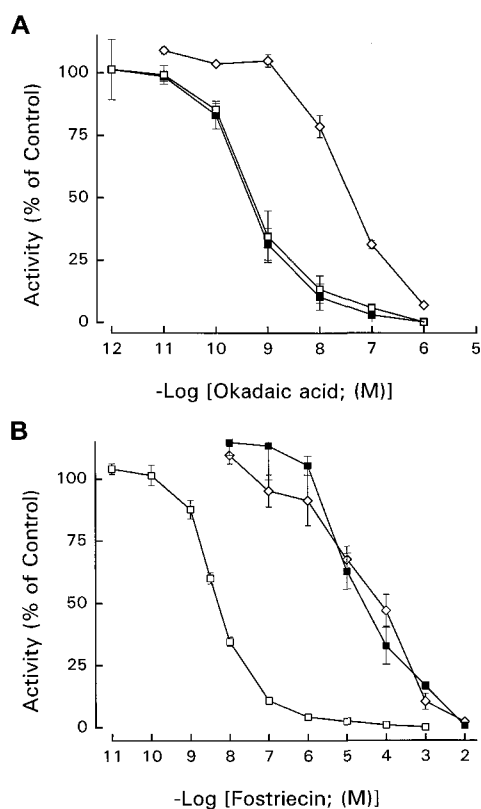 A
Activity (% of Control)
100
75
50
25
0
12 11 10 9 8 7 6 5
-Log [Okadaic acid; (M)]
B
Activity (% of Control)
100
75
50
25
0
11 10 9 8 7 6 5 4 3 2
-Log [Fostriecin; (M)]